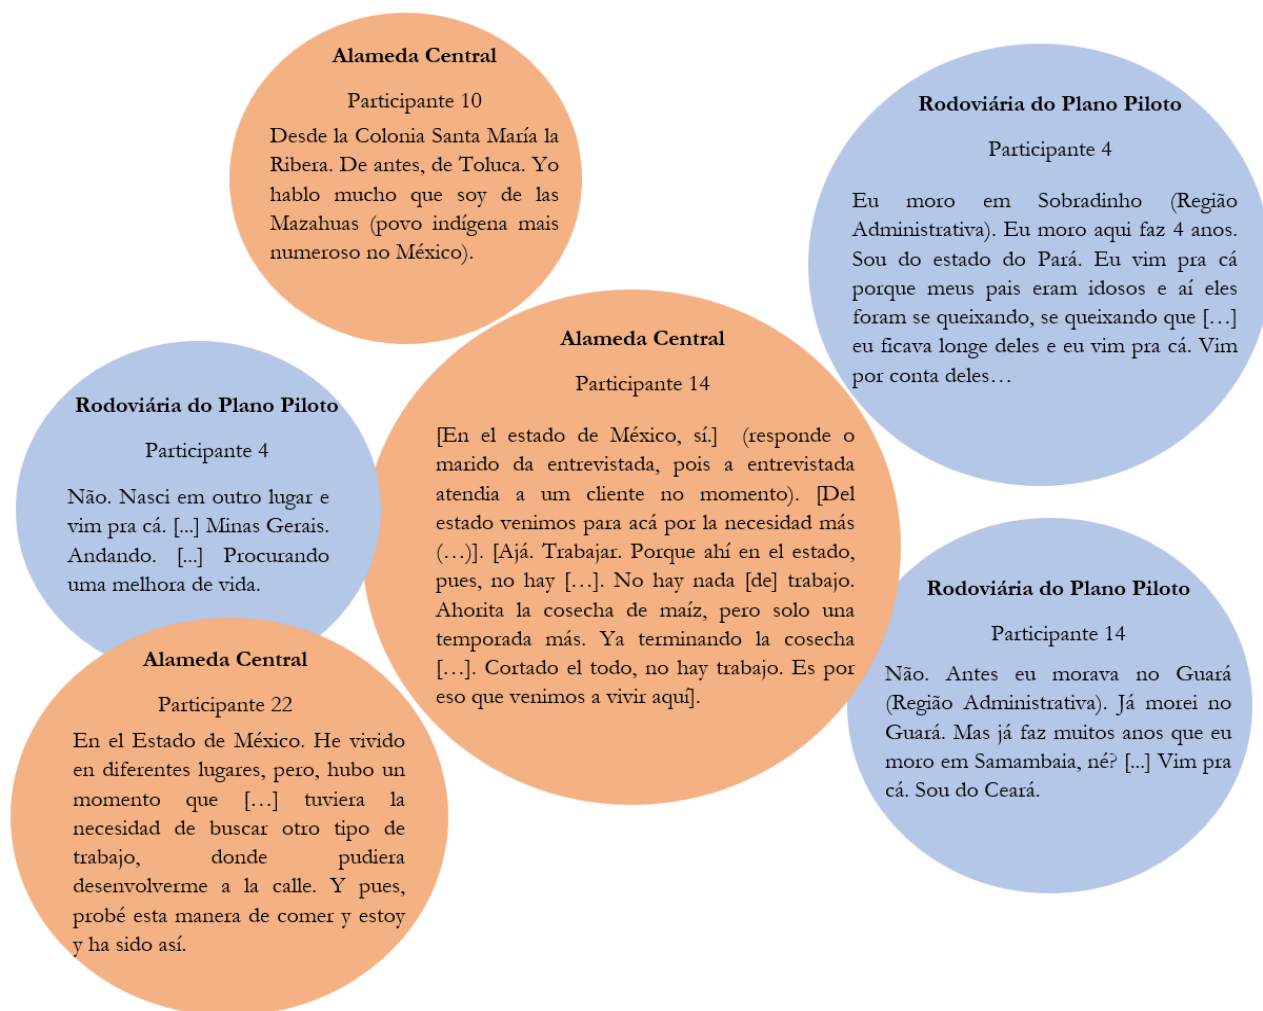 Alameda Central
Participante 10
Desde la Colonia Santa María la
Ribera. De antes, de Toluca. Yo
hablo mucho que soy de las
Mazahuas (povo indígena mais
numeroso no México).
Rodoviária do Plano Piloto
Participante 4
Eu moro em Sobradinho (Região
Administrativa). Eu moro aqui faz 4 anos.
Sou do estado do Pará. Eu vim pra cá
porque meus pais eram idosos e aí eles
foram se queixando, se queixando que […]
eu ficava longe deles e eu vim pra cá. Vim
por conta deles…
Alameda Central
Participante 14
[En el estado de México, sí.] (responde o
marido da entrevistada, pois a entrevistada
atendia a um cliente no momento). [Del
estado venimos para acá por la necesidad más
(…)]. [Ajá. Trabajar. Porque ahí en el estado,
pues, no hay […]. No hay nada [de] trabajo.
Ahorita la cosecha de maíz, pero solo una
temporada más. Ya terminando la cosecha
[…]. Cortado el todo, no hay trabajo. Es por
eso que venimos a vivir aquí].
Rodoviária do Plano Piloto
Participante 4
Não. Nasci em outro lugar e
vim pra cá. [...] Minas Gerais.
Andando. [...] Procurando
uma melhora de vida.
Rodoviária do Plano Piloto
Participante 14
Não. Antes eu morava no Guará
(Região Administrativa). Já morei no
Guará. Mas já faz muitos anos que eu
moro em Samambaia, né? [...] Vim pra
cá. Sou do Ceará.
Alameda Central
Participante 22
En el Estado de México. He vivido
en diferentes lugares, pero, hubo un
momento que […] tuviera la
necesidad de buscar otro tipo de
trabajo, donde pudiera
desenvolverme a la calle. Y pues,
probé esta manera de comer y estoy
y ha sido así.